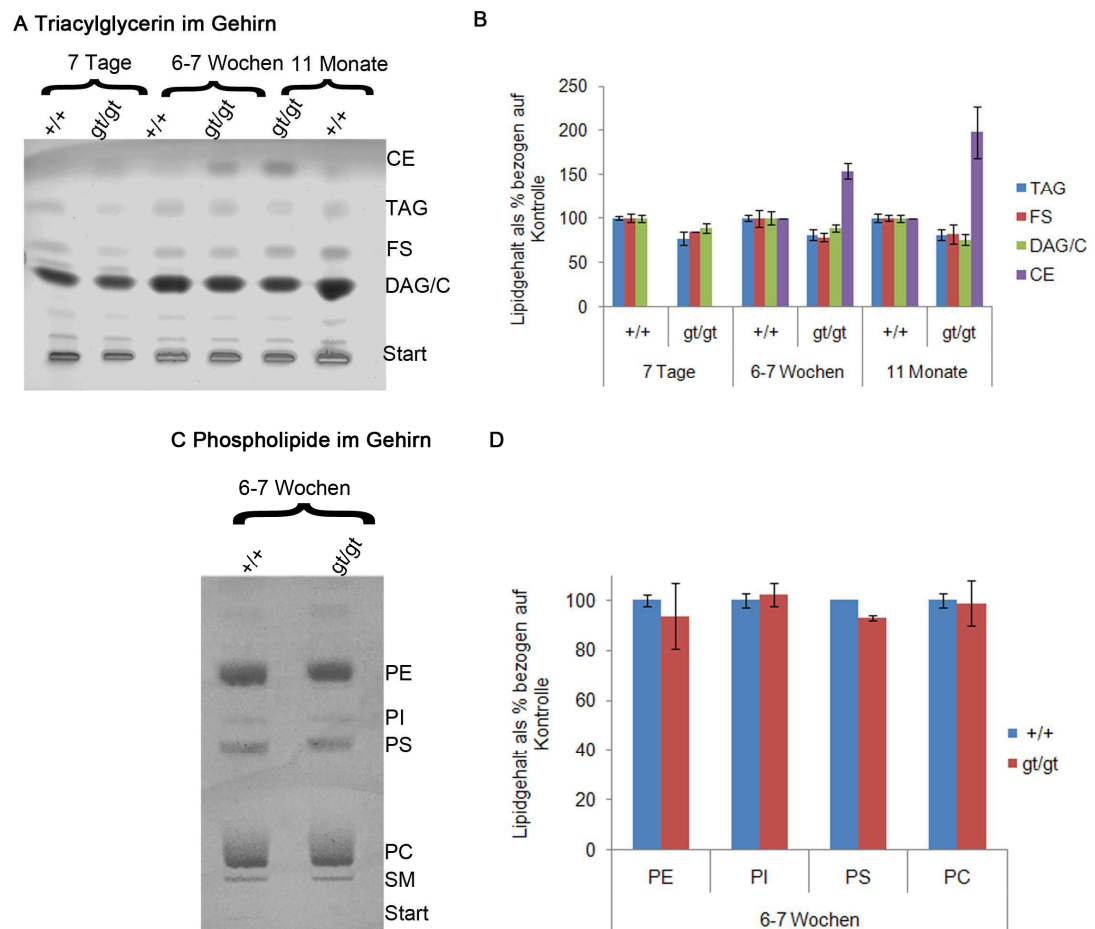 A Triacylglycerin im Gehirn
7 Tage 6-7 Wochen 11 Monate
+/+ gt/gt +/+ gt/gt gt/gt +/+
CE
TAG
FS
DAG/C
Start
B
Lipidgehalt als % bezogen auf
Kontrolle
250
200
150
100
50
0
+/+ gt/gt +/+ gt/gt +/+ gt/gt
7 Tage 6-7 Wochen 11 Monate
TAG
FS
DAG/C
CE
C Phospholipide im Gehirn
6-7 Wochen
+/+ gt/gt
PE
PI
PS
PC
SM
Start
D
Lipidgehalt als % bezogen auf
Kontrolle
100
80
60
40
20
0
PE PI PS PC
6-7 Wochen
+/+
gt/gt